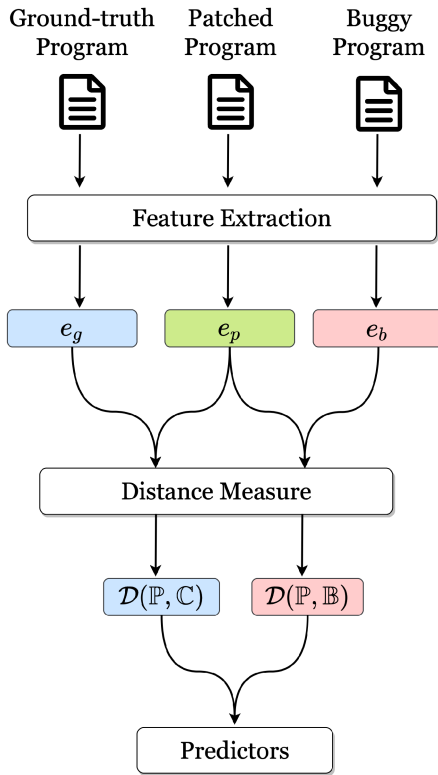 Ground-truth
Program
Patched
Program
Buggy
Program
Feature Extraction
e_g
e_p
e_b
Distance Measure
𝒟(ℙ, ℂ)
𝒟(ℙ, 𝔹)
Predictors